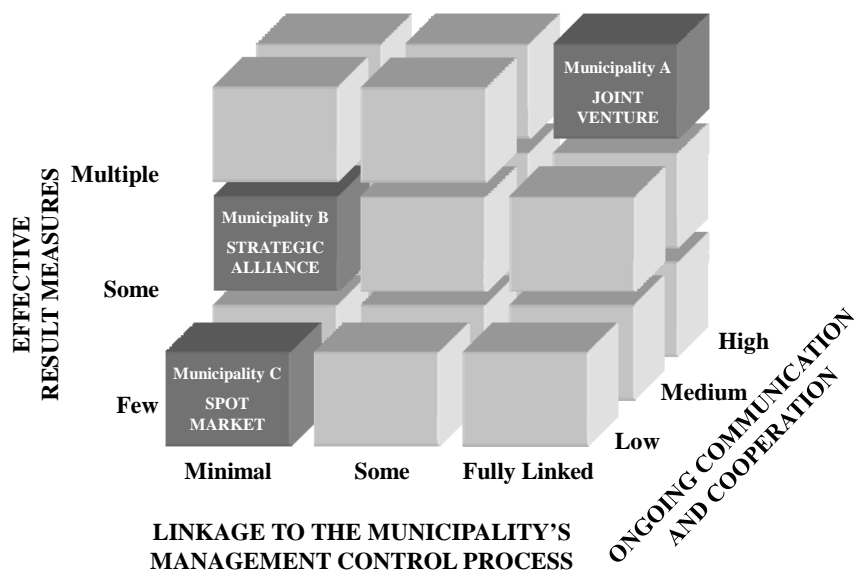 Municipality A
JOINT
VENTURE
Multiple
Municipality B
STRATEGIC
ALLIANCE
EFFECTIVE
RESULT MEASURES
Some
Municipality C
SPOT
MARKET
Few
High
Medium
Low
ONGOING COMMUNICATION
AND COOPERATION
Minimal
Some
Fully Linked
LINKAGE TO THE MUNICIPALITY’S
MANAGEMENT CONTROL PROCESS